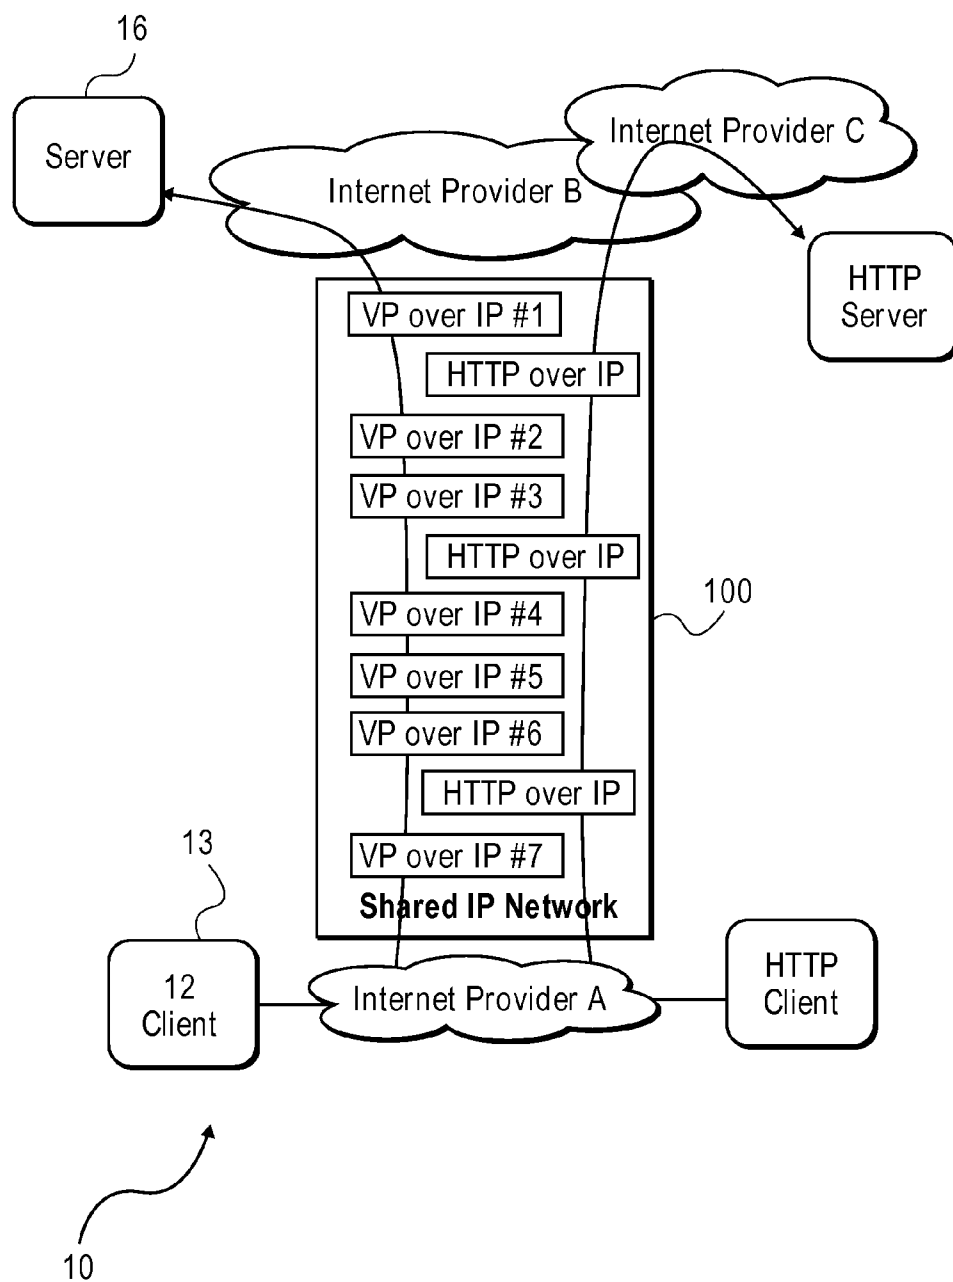 16
Server
Internet Provider C
Internet Provider B
HTTP
Server
VP over IP #1
HTTP over IP
VP over IP #2
VP over IP #3
HTTP over IP
100
VP over IP #4
VP over IP #5
VP over IP #6
HTTP over IP
13
VP over IP #7
Shared IP Network
12
Client
Internet Provider A
HTTP
Client
10